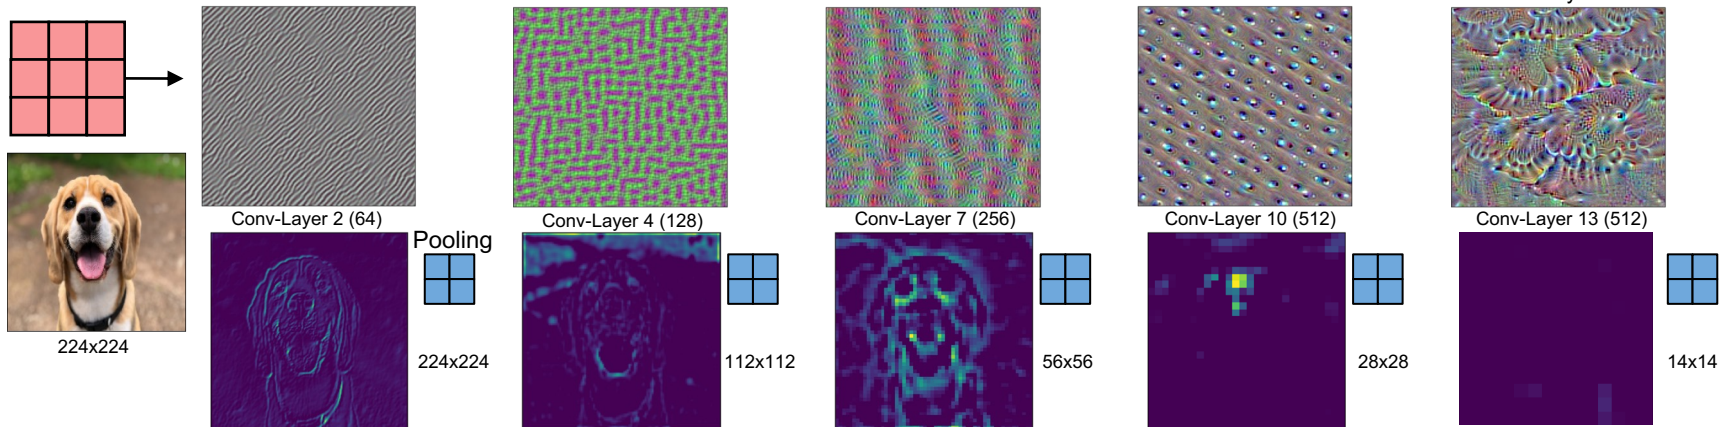 Conv-Layer 2 (64)
Conv-Layer 4 (128)
Conv-Layer 7 (256)
Conv-Layer 10 (512)
Conv-Layer 13 (512)
Pooling
224x224
224x224
112x112
56x56
28x28
14x14